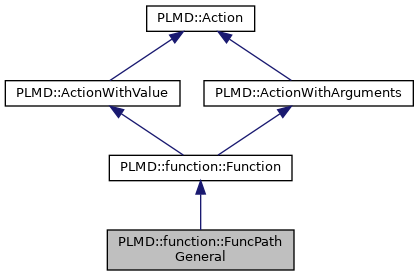 PLMD::Action
PLMD::ActionWithValue
PLMD::ActionWithArguments
PLMD::function::Function
PLMD::function::FuncPath
General